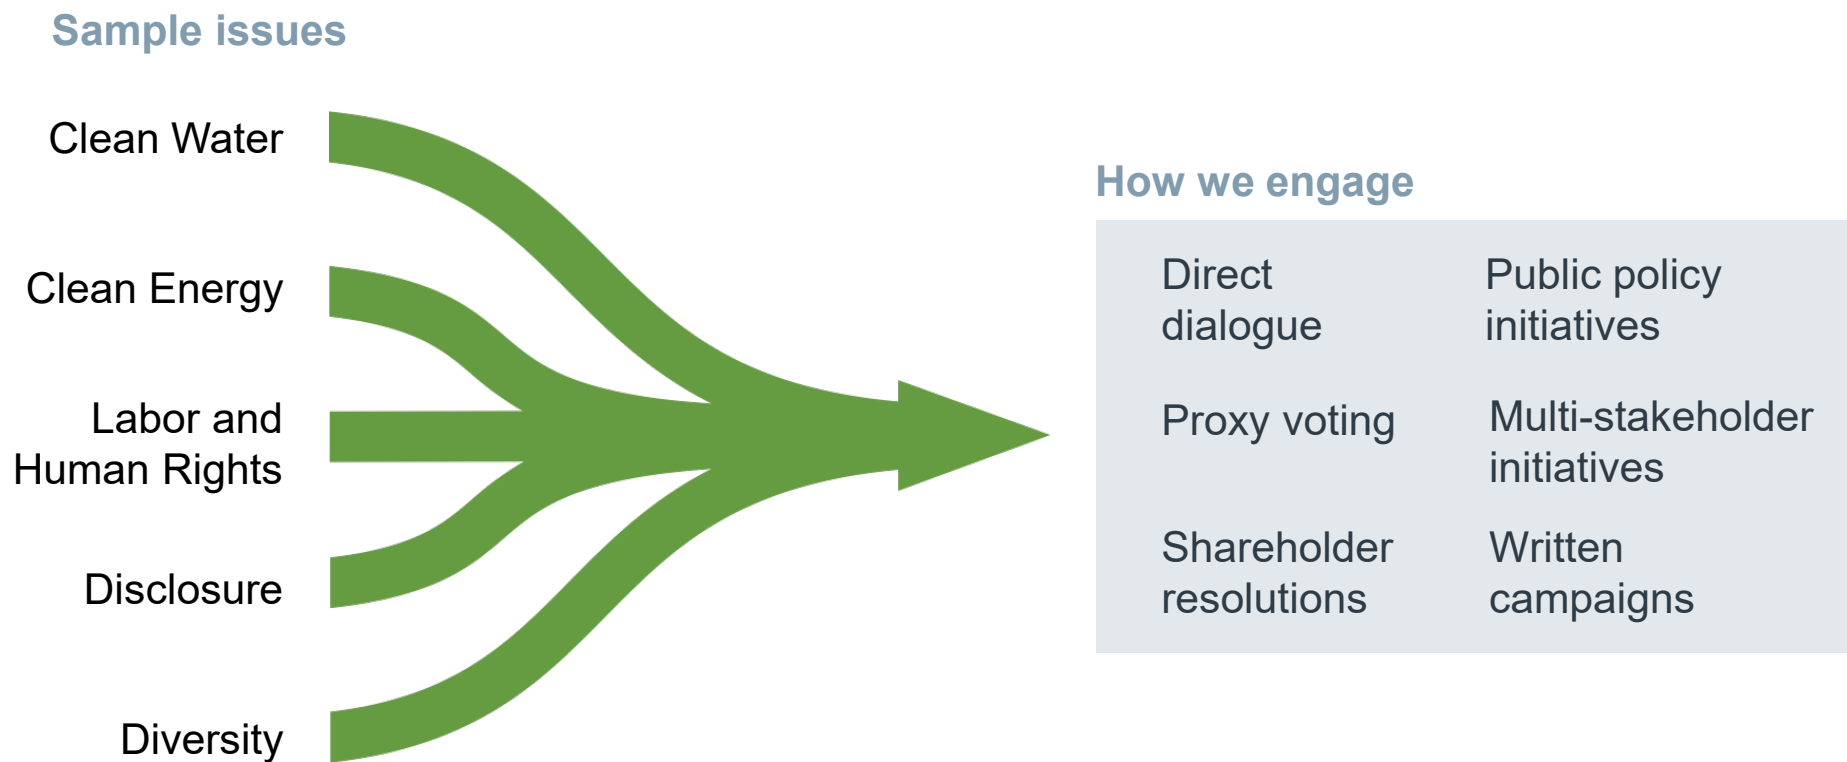 Sample issues
Clean Water
Clean Energy
Labor and
Human Rights
Disclosure
Diversity
How we engage
Direct
dialogue
Public policy
initiatives
Proxy voting
Multi-stakeholder
initiatives
Shareholder
resolutions
Written
campaigns